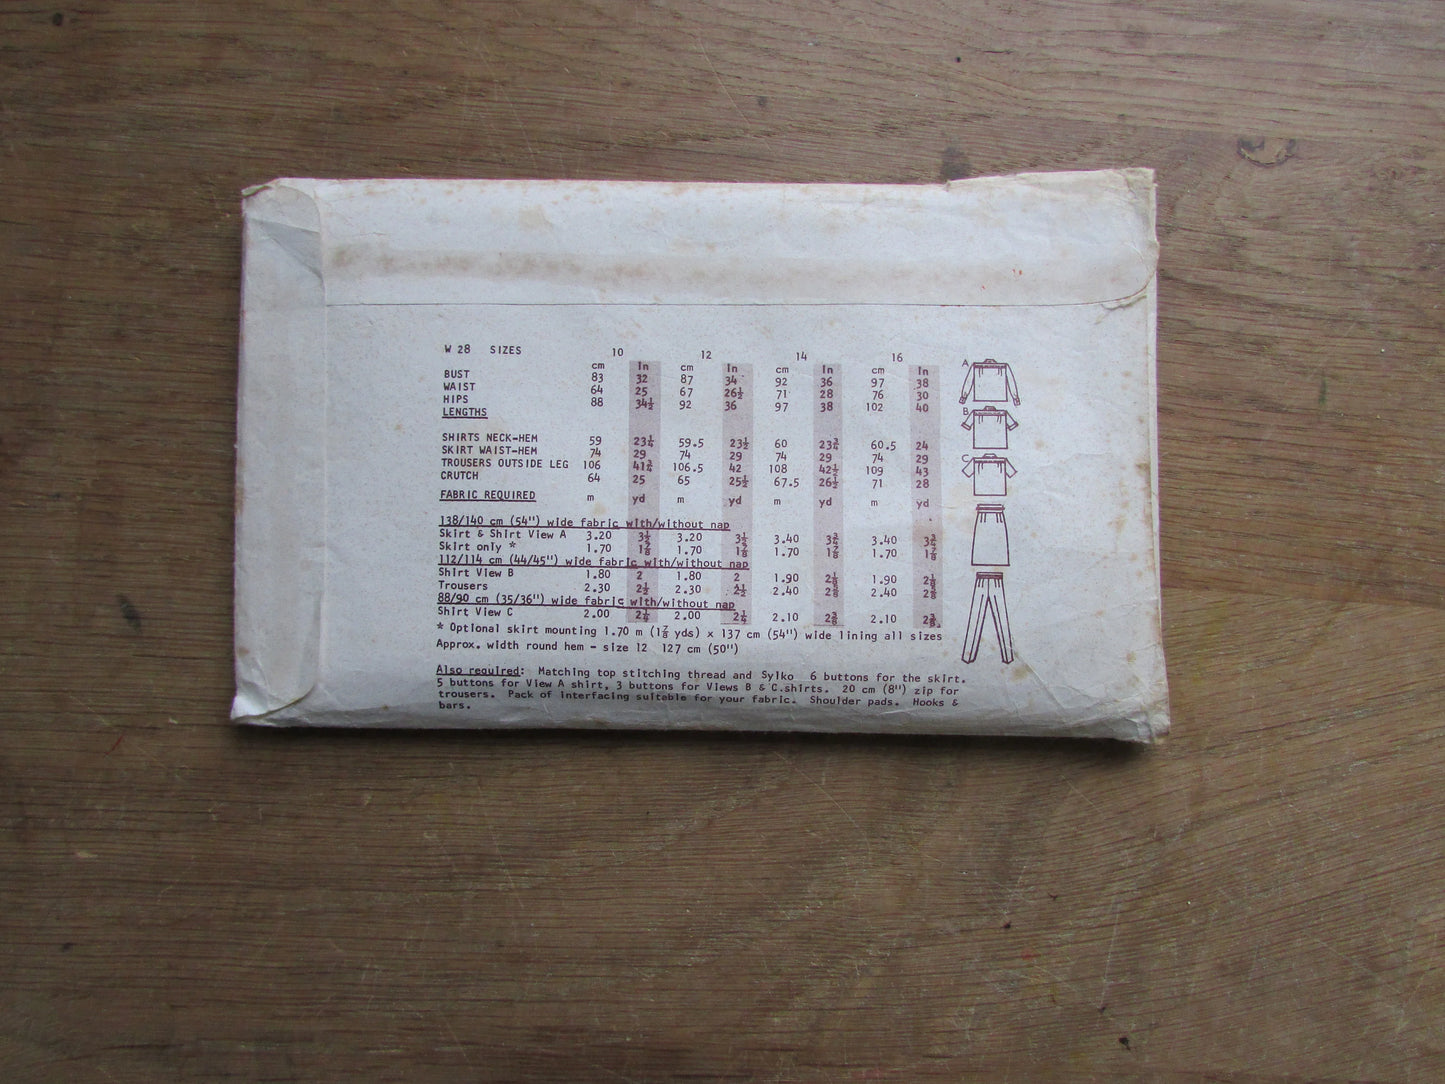 W 28 SIZES 10 12 14 16
cm in cm in cm in cm in
BUST 83 32 87 34 92 36 97 38
WAIST 64 25 67 26½ 71 28 76 30
HIPS 88 34½ 92 36 97 38 102 40
LENGTHS
SHIRTS NECK-HEM 59 23¼ 59.5 23½ 60 23¾ 60.5 24
SKIRT WAIST-HEM 74 29 74 29 74 29 74 29
TROUSERS OUTSIDE LEG 106 41¾ 106.5 42 108 42½ 109 43
CRUTCH 64 25 65 25½ 67.5 26½ 71 28
FABRIC REQUIRED m yd m yd m yd m yd
138/140 cm (54") wide fabric with/without nap
Skirt & Shirt View A 3.20 3½ 3.20 3½ 3.40 3¾ 3.40 3¾
Skirt only * 1.70 1⅞ 1.70 1⅞ 1.70 1⅞ 1.70 1⅞
112/114 cm (44/45") wide fabric with/without nap
Shirt View B 1.80 2 1.80 2 1.90 2⅛ 1.90 2⅛
Trousers 2.30 2½ 2.30 2½ 2.40 2⅝ 2.40 2⅝
88/90 cm (35/36") wide fabric with/without nap
Shirt View C 2.00 2¼ 2.00 2¼ 2.10 2⅜ 2.10 2⅜
* Optional skirt mounting 1.70 m (1⅞ yds) x 137 cm (54") wide lining all sizes
Approx. width round hem - size 12 127 cm (50")
Also required: Matching top stitching thread and Sylko 6 buttons for the skirt.
5 buttons for View A shirt, 3 buttons for Views B & C.shirts. 20 cm (8") zip for
trousers. Pack of interfacing suitable for your fabric. Shoulder pads. Hooks &
bars.
A
B
C